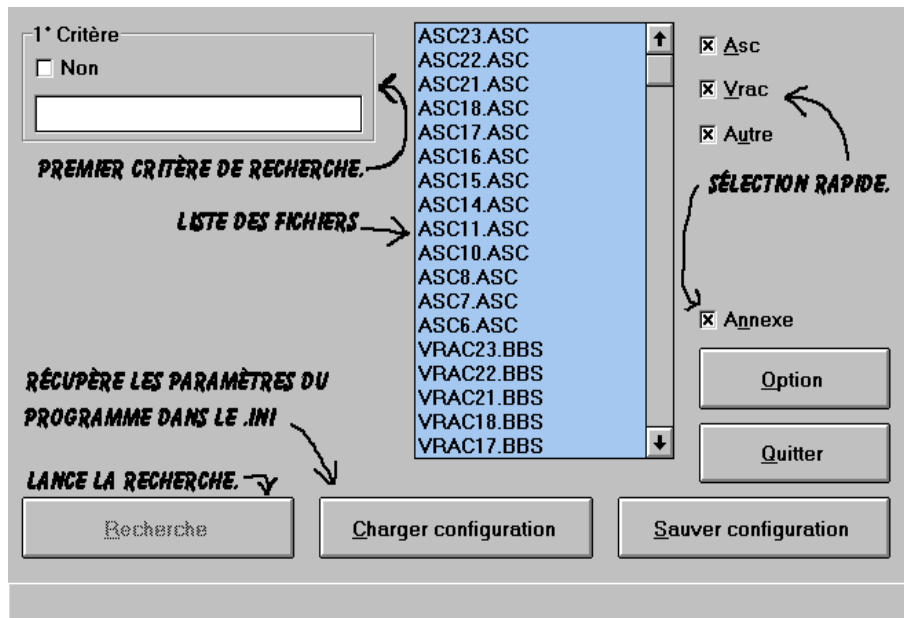 1° Critère
Non
PREMIER CRITÈRE DE RECHERCHE.
LISTE DES FICHIERS
ASC23.ASC
ASC22.ASC
ASC21.ASC
ASC18.ASC
ASC17.ASC
ASC16.ASC
ASC15.ASC
ASC14.ASC
ASC11.ASC
ASC10.ASC
ASC8.ASC
ASC7.ASC
ASC6.ASC
VRAC23.BBS
VRAC22.BBS
VRAC21.BBS
VRAC18.BBS
VRAC17.BBS
Asc
Vrac
Autre
SÉLECTION RAPIDE.
Annexe
Option
Quitter
RÉCUPÈRE LES PARAMÈTRES DU
PROGRAMME DANS LE .INI
LANCE LA RECHERCHE.
Recherche
Charger configuration
Sauver configuration